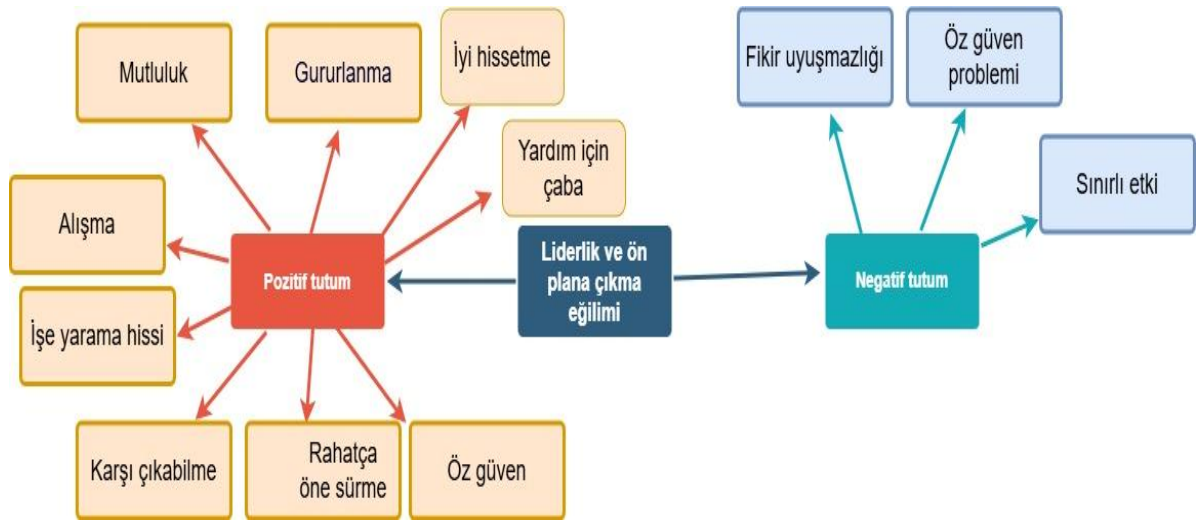 Mutluluk
Gururlanma
İyi hissetme
Fikir uyuşmazlığı
Öz güven
problemi
Yardım için
çaba
Sınırlı etki
Alışma
Pozitif tutum
Liderlik ve ön
plana çıkma
eğilimi
Negatif tutum
İşe yarama hissi
Karşı çıkabilme
Rahatça
öne sürme
Öz güven